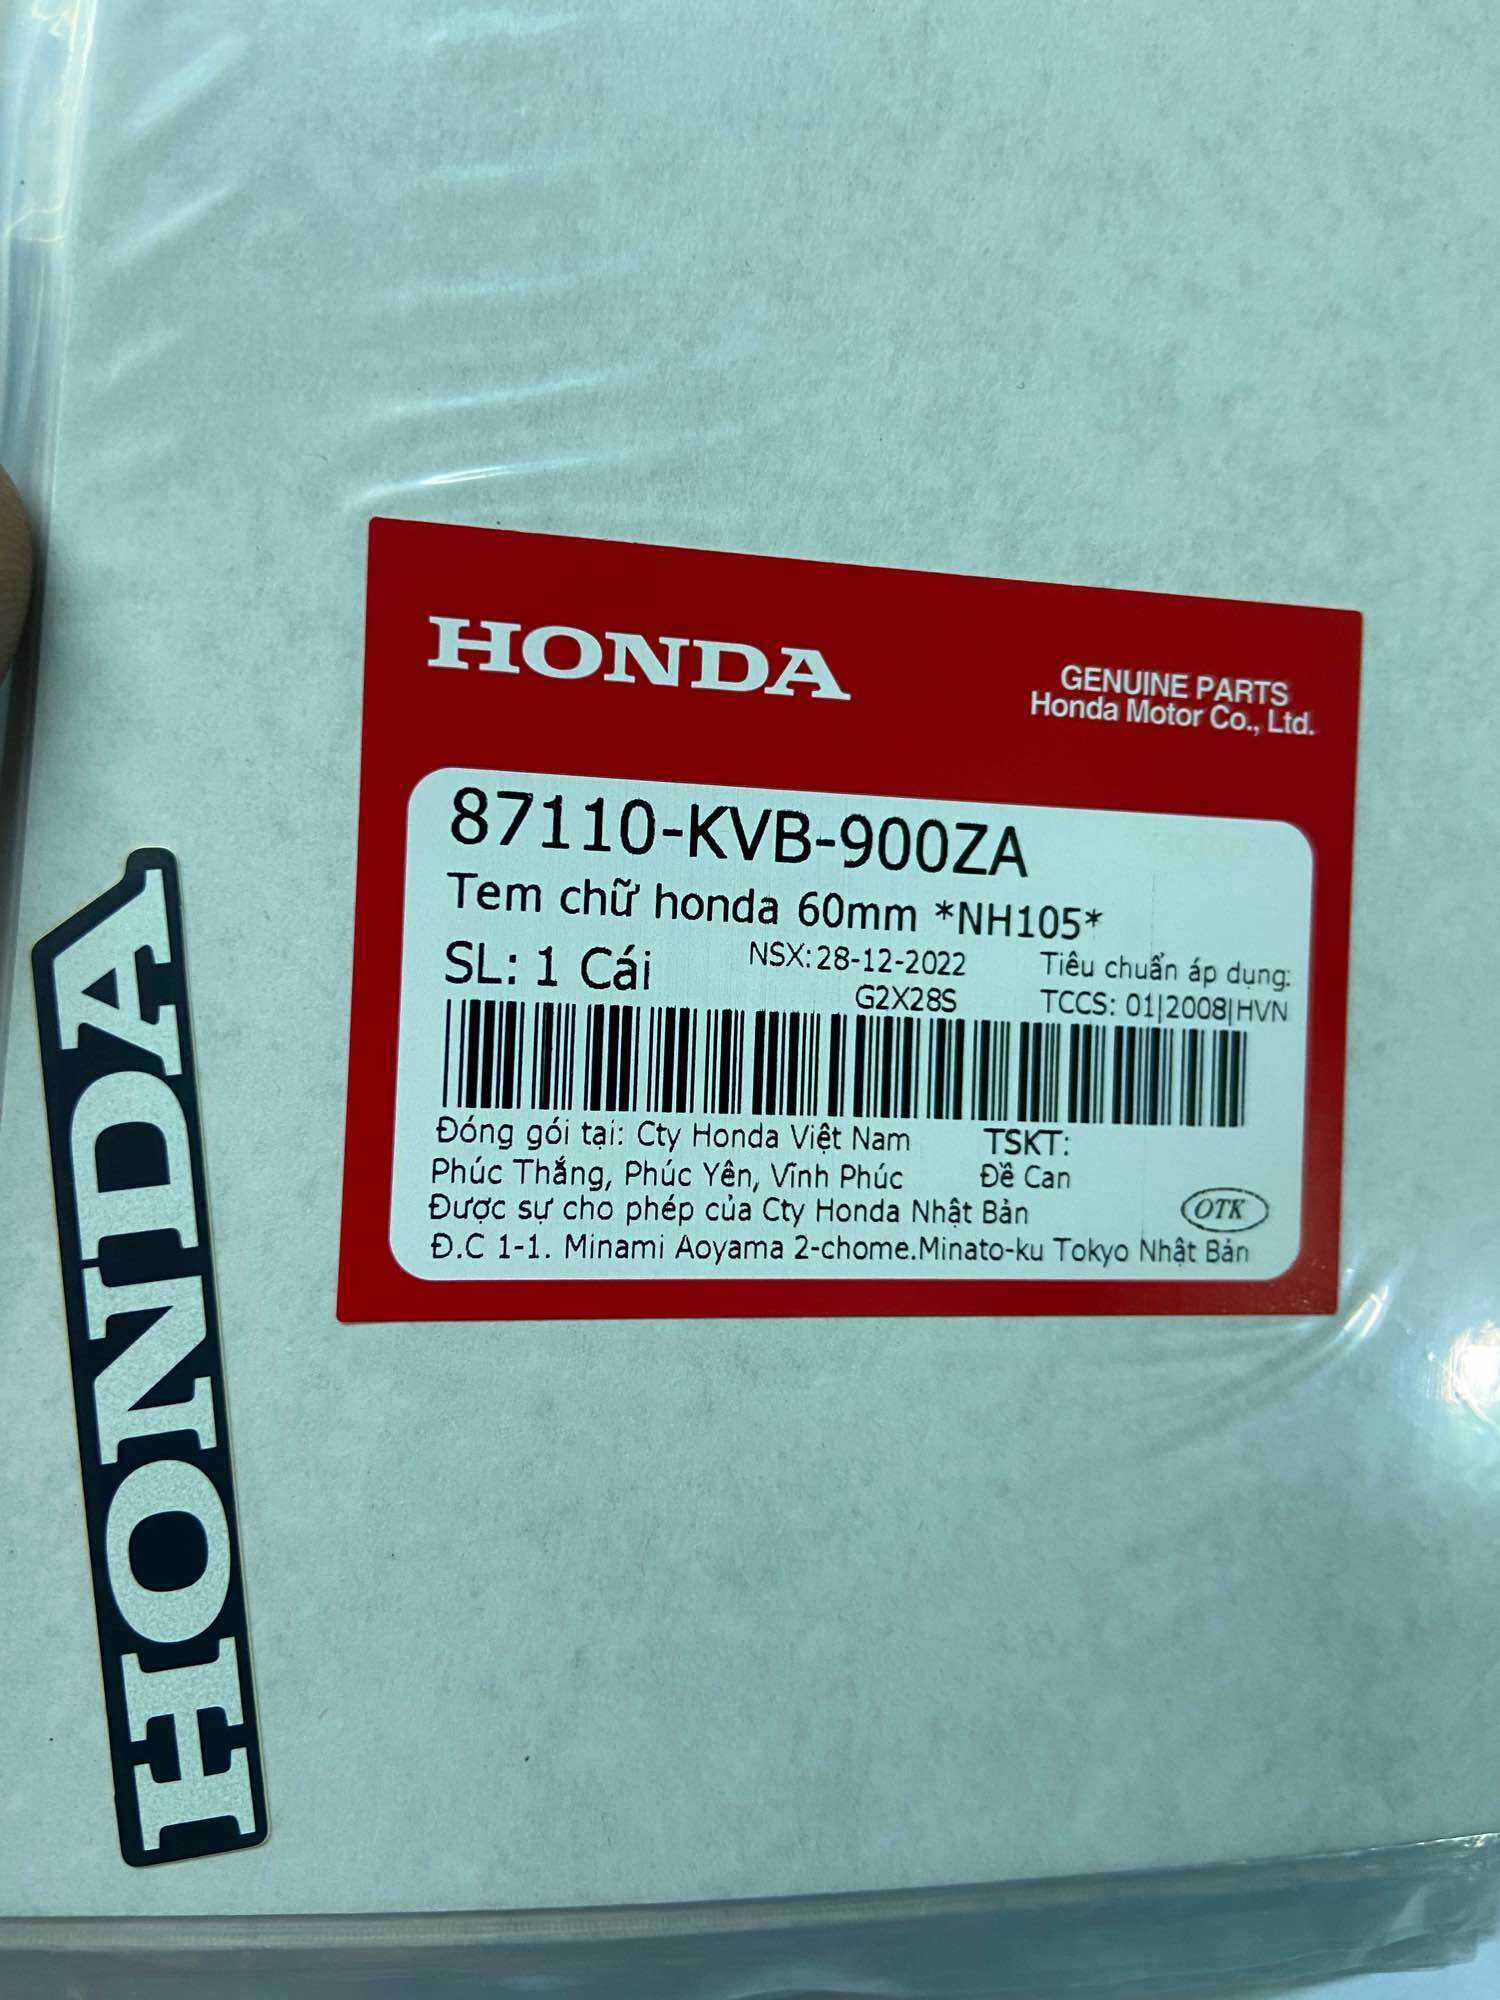 HONDA
GENUINE PARTS
Honda Motor Co., Ltd.
87110-KVB-900ZA
Tem chữ honda 60mm *NH105*
SL: 1 Cái
NSX:28-12-2022
Tiêu chuẩn áp dụng:
G2X28S
TCCS: 01|2008|HVN
Đóng gói tại: Cty Honda Việt Nam
TSKT:
Phúc Thắng, Phúc Yên, Vĩnh Phúc
Đề Can
Được sự cho phép của Cty Honda Nhật Bản
OTK
Đ.C 1-1. Minami Aoyama 2-chome.Minato-ku Tokyo Nhật Bản
HONDA